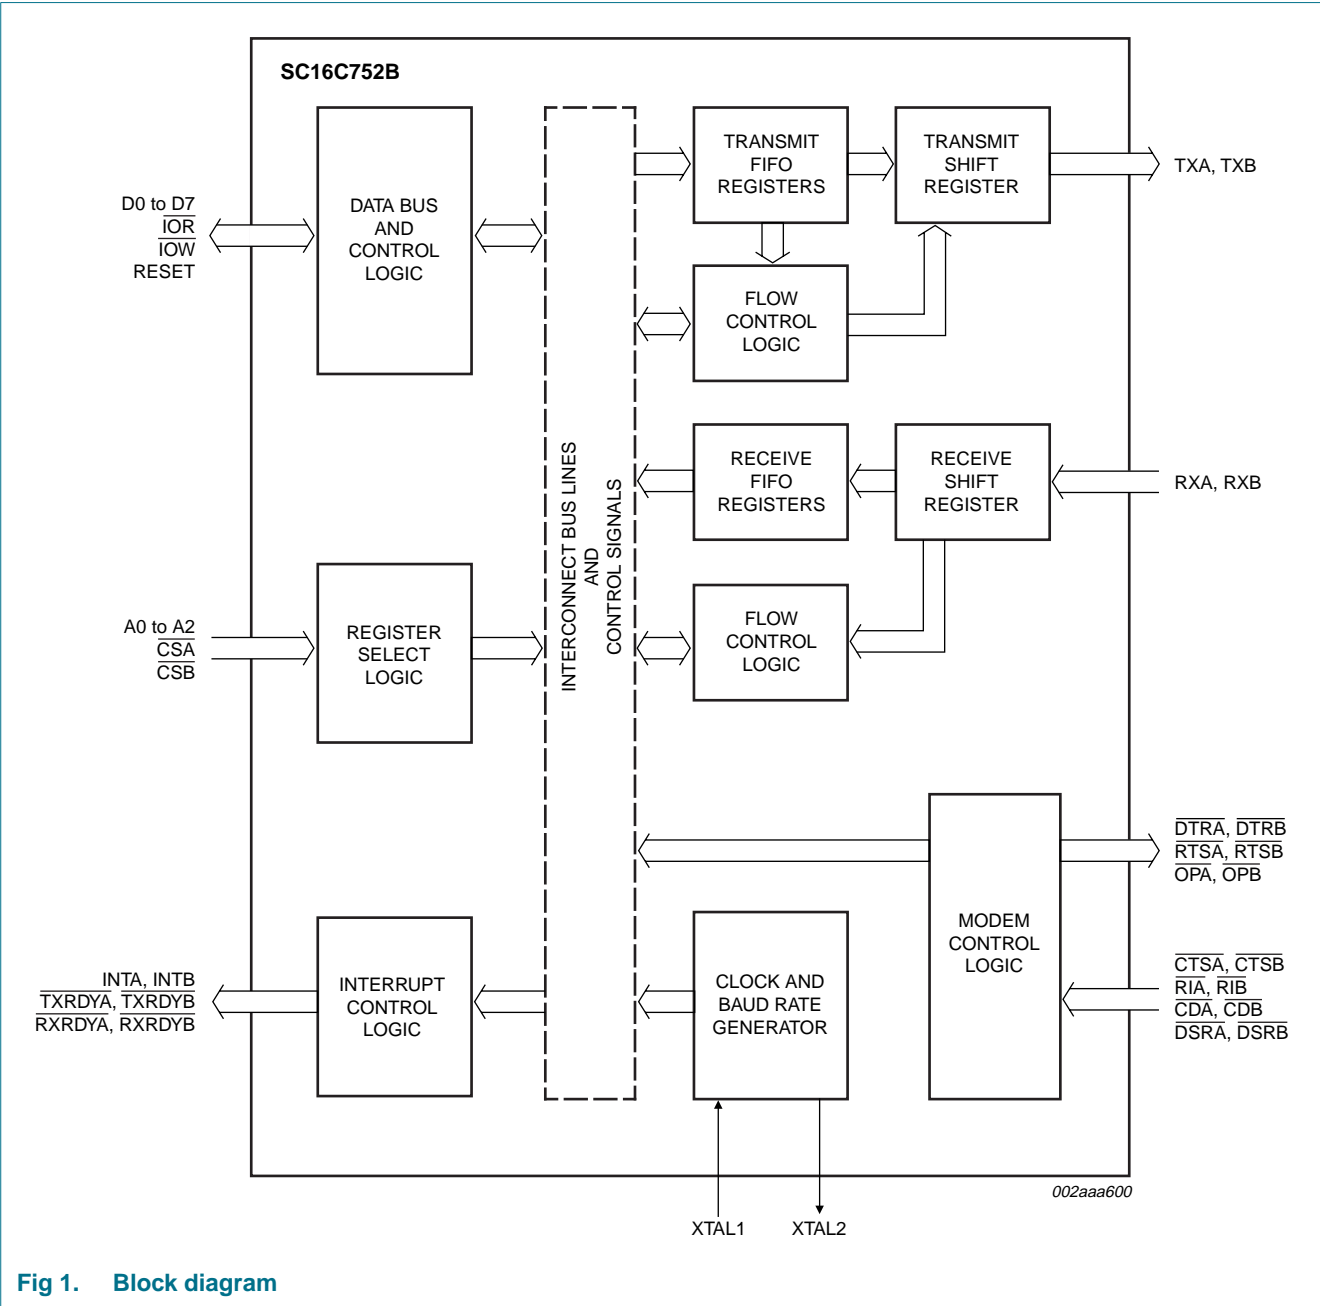 SC16C752B
D0 to D7
IOR
IOW
RESET
DATA BUS
AND
CONTROL
LOGIC
TRANSMIT
FIFO
REGISTERS
TRANSMIT
SHIFT
REGISTER
TXA, TXB
FLOW
CONTROL
LOGIC
INTERCONNECT BUS LINES
AND
CONTROL SIGNALS
RECEIVE
FIFO
REGISTERS
RECEIVE
SHIFT
REGISTER
RXA, RXB
A0 to A2
CSA
CSB
REGISTER
SELECT
LOGIC
FLOW
CONTROL
LOGIC
MODEM
CONTROL
LOGIC
DTRA, DTRB
RTSA, RTSB
OPA, OPB
CTSA, CTSB
RIA, RIB
CDA, CDB
DSRA, DSRB
INTA, INTB
TXRDYA, TXRDYB
RXRDYA, RXRDYB
INTERRUPT
CONTROL
LOGIC
CLOCK AND
BAUD RATE
GENERATOR
XTAL1
XTAL2
002aaa600
Fig 1. Block diagram